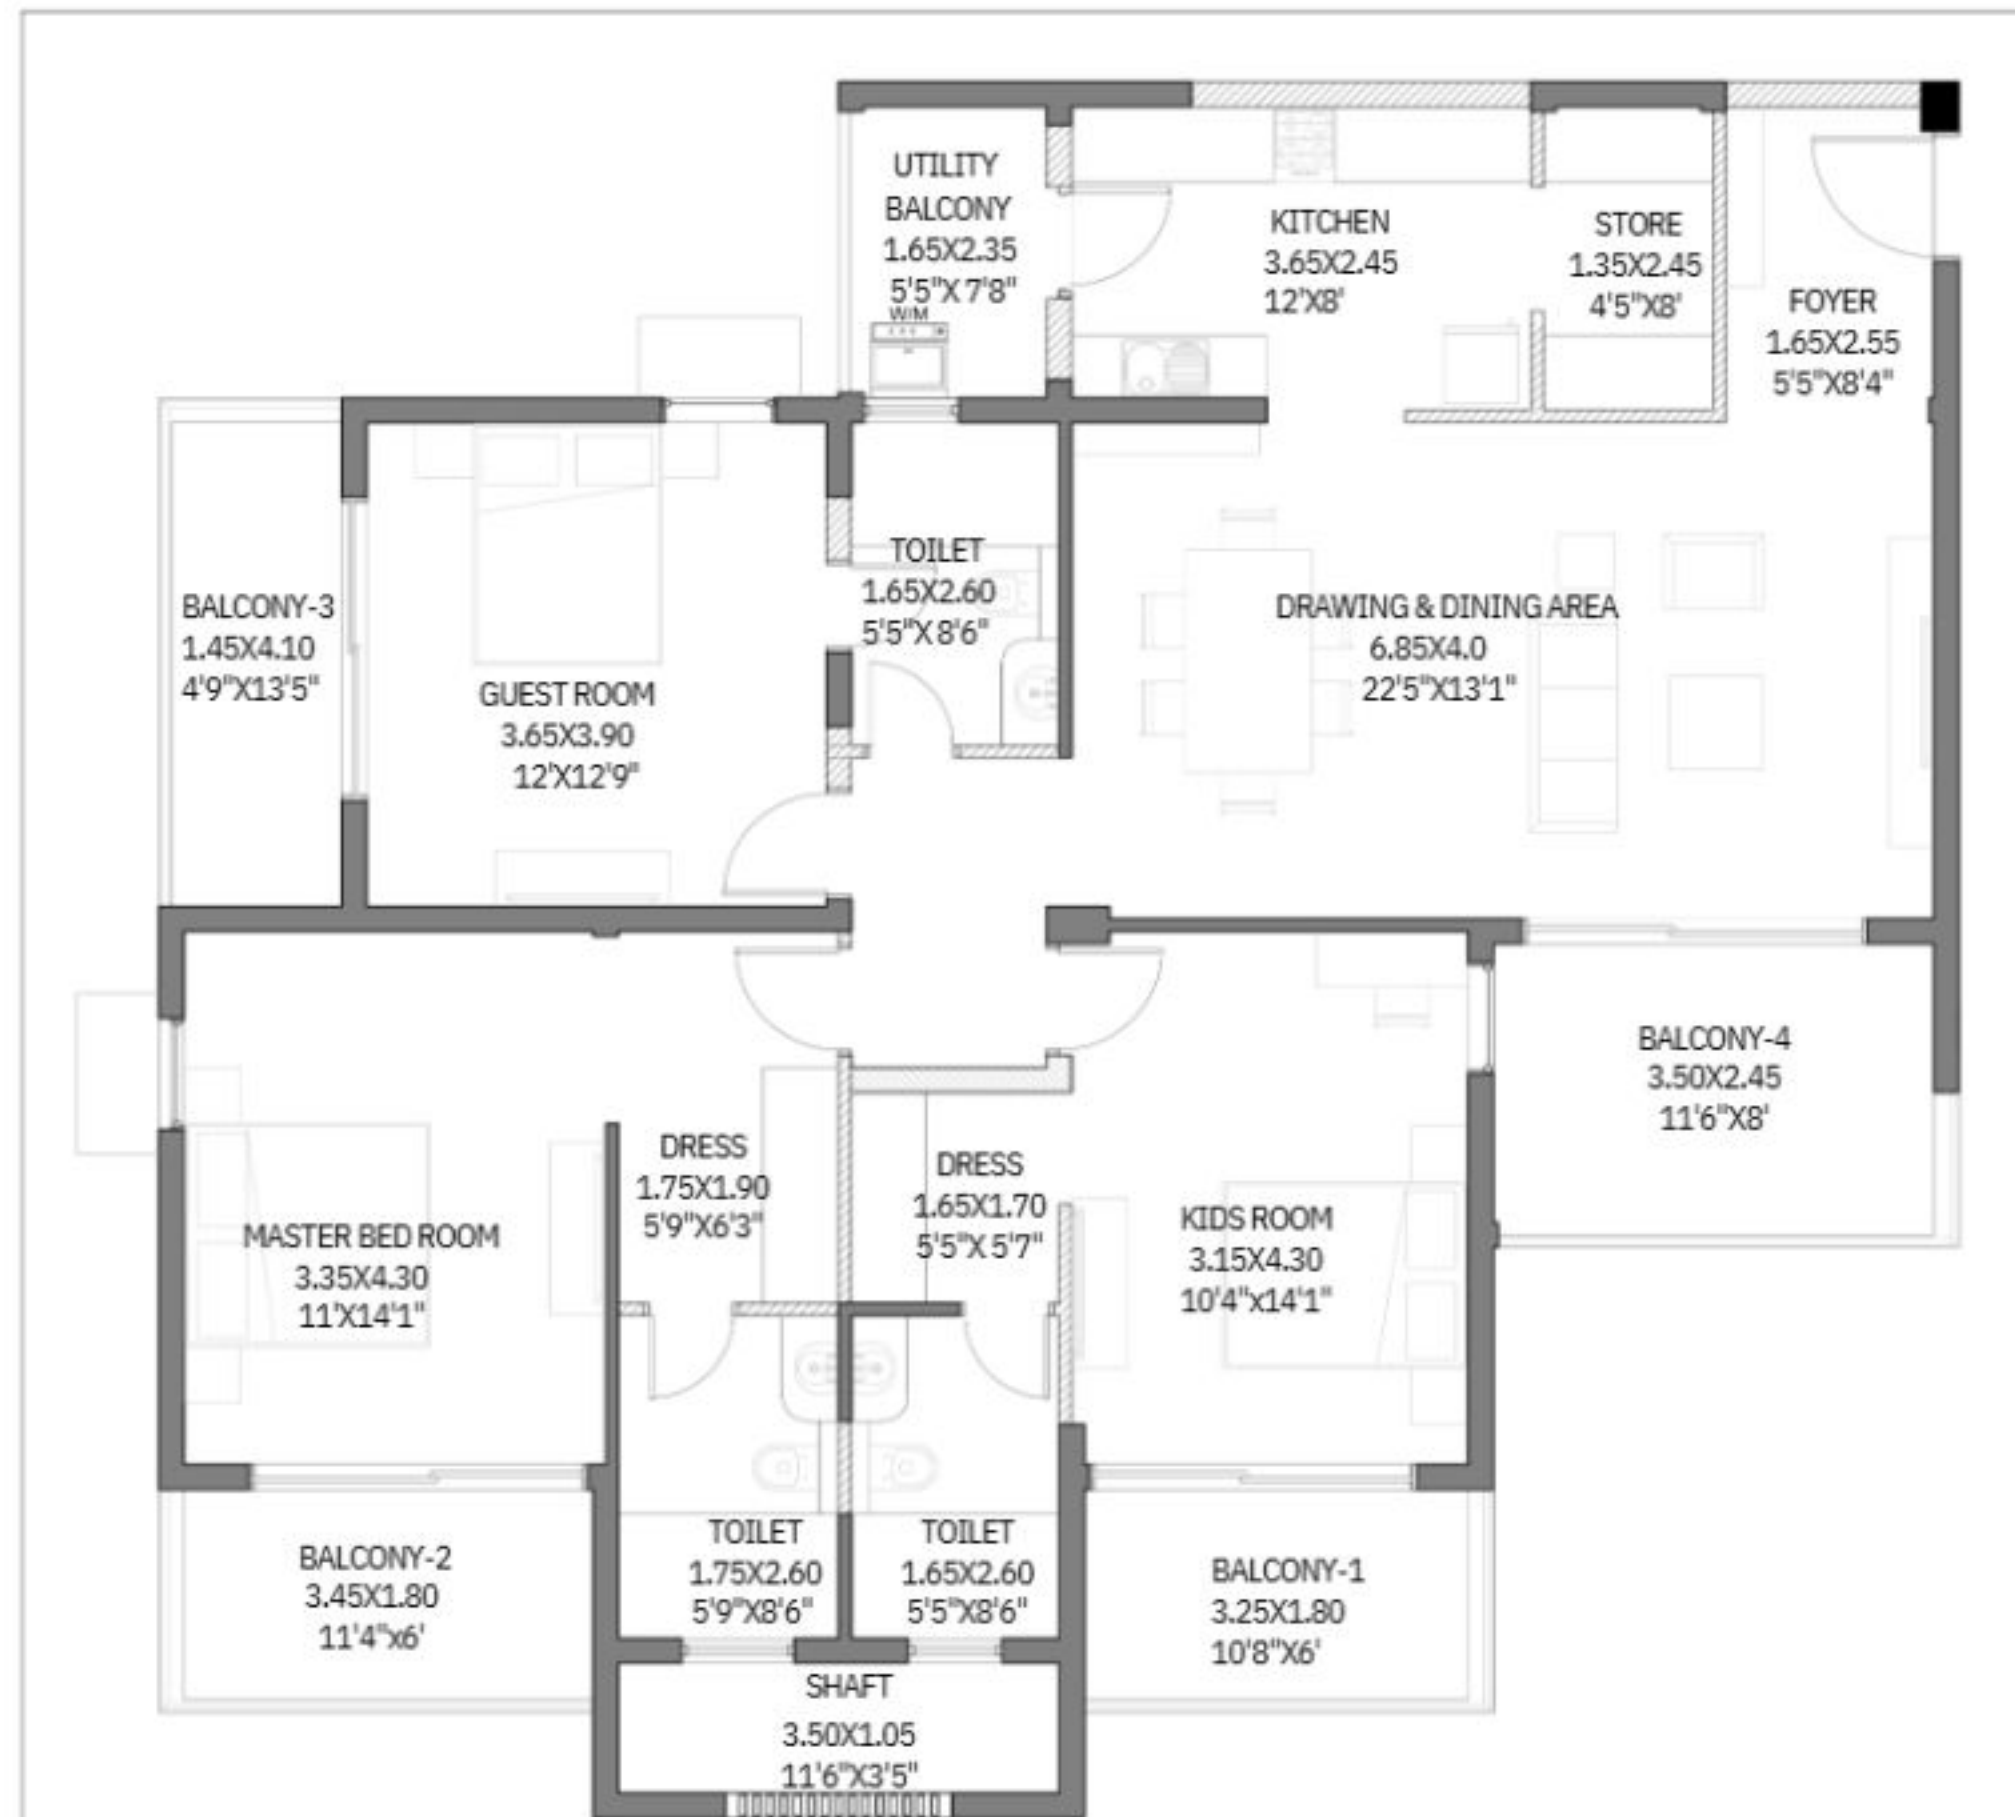 UTILITY
BALCONY
1.65X2.35
5'5"X 7'8"
W/M
KITCHEN
3.65X2.45
12'X8'
STORE
1.35X2.45
4'5"X8'
FOYER
1.65X2.55
5'5"X8'4"
BALCONY-3
1.45X4.10
4'9"X13'5"
GUEST ROOM
3.65X3.90
12'X12'9"
TOILET
1.65X2.60
5'5"X 8'6"
DRAWING & DINING AREA
6.85X4.0
22'5"X13'1"
BALCONY-4
3.50X2.45
11'6"X8'
MASTER BED ROOM
3.35X4.30
11'X14'1"
DRESS
1.75X1.90
5'9"X6'3"
DRESS
1.65X1.70
5'5"X 5'7"
KIDS ROOM
3.15X4.30
10'4"x14'1"
BALCONY-2
3.45X1.80
11'4"x6'
TOILET
1.75X2.60
5'9"X8'6"
TOILET
1.65X2.60
5'5"X8'6"
BALCONY-1
3.25X1.80
10'8"X6'
SHAFT
3.50X1.05
11'6"X3'5"